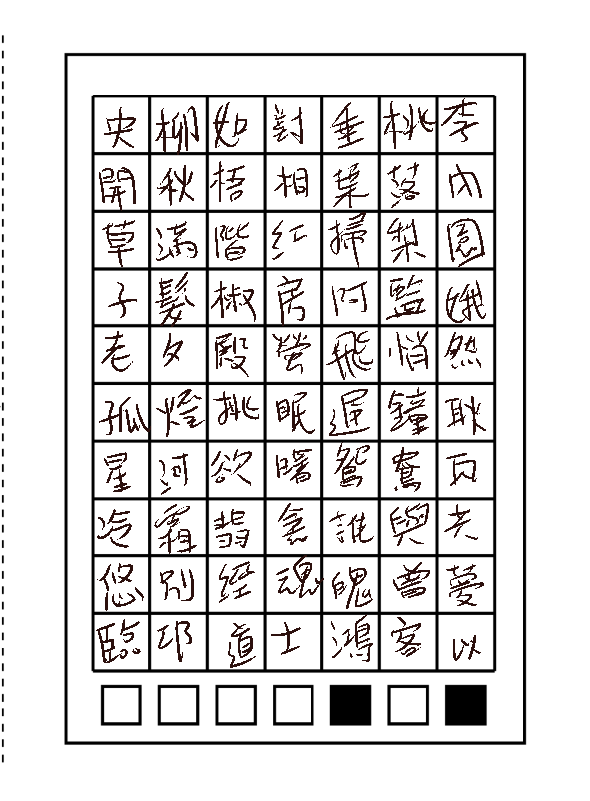 央柳如對垂桃李
開秋梧桐葉落內
草滿階紅掃梨園
子髮椒房阿監娥
老夕殿螢飛悄然
孤燈挑眠遲鐘耿
星河欲曙鴛鴦瓦
冷霜翡衾誰與共
悠別經魂魄曾夢
臨邛道士鴻客以